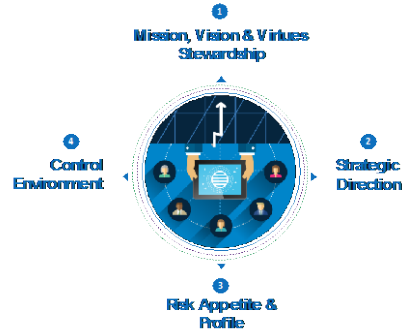 1
Mission, Vision & Virtues
Stewardship
2
Strategic
Direction
3
Risk Appetite &
Profile
4
Control
Environment